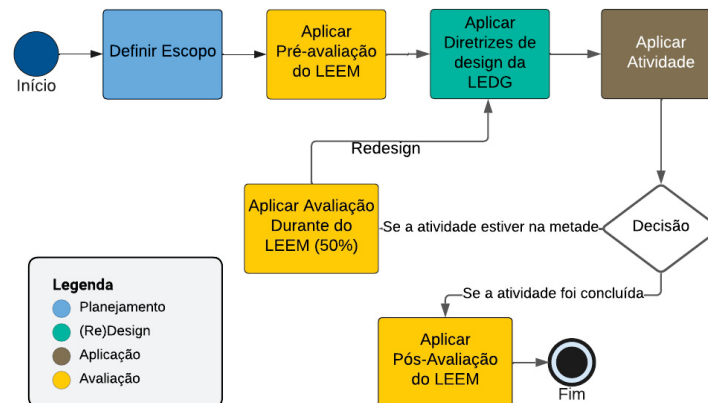 Início
Definir Escopo
Aplicar
Pré-avaliação
do LEEM
Aplicar
Diretrizes de
design da
LEDG
Aplicar
Atividade
Redesign
Aplicar Avaliação
Durante do
LEEM (50%)
Se a atividade estiver na metade
Decisão
Se a atividade foi concluída
Aplicar
Pós-Avaliação
do LEEM
Fim
Legenda
Planejamento
(Re)Design
Aplicação
Avaliação